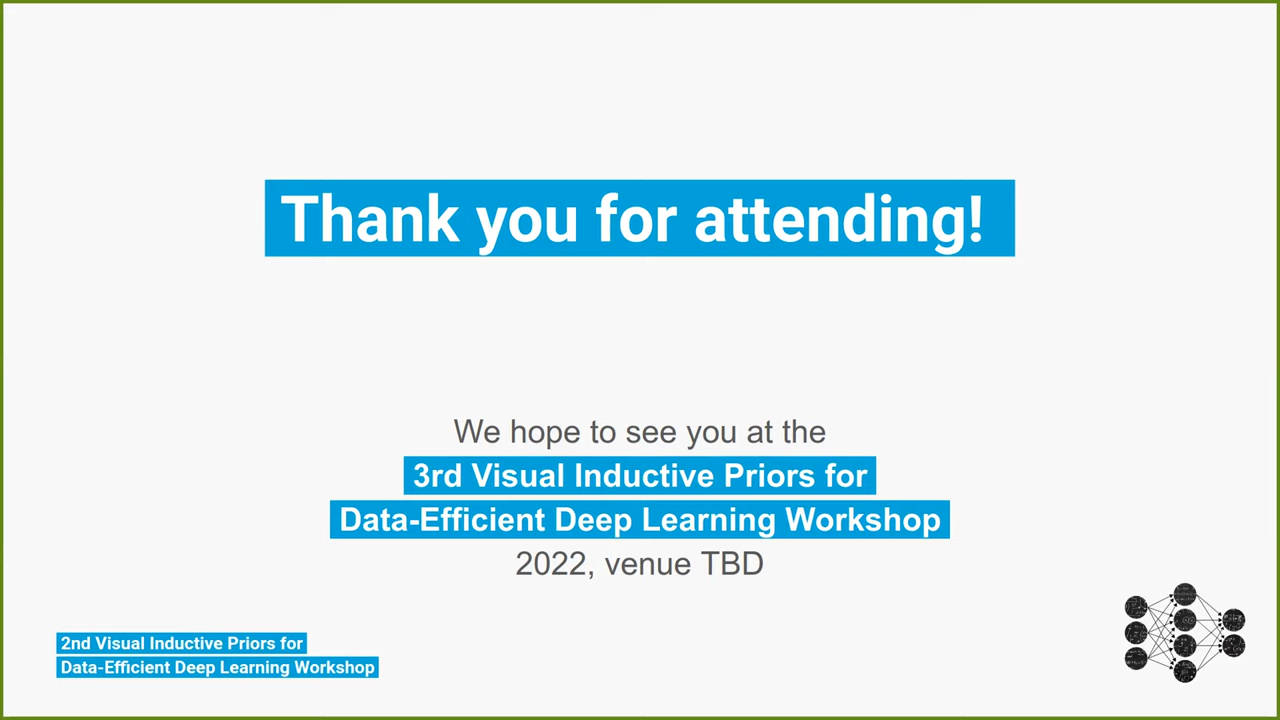 Thank you for attending!
We hope to see you at the
3rd Visual Inductive Priors for
Data-Efficient Deep Learning Workshop
2022, venue TBD
2nd Visual Inductive Priors for
Data-Efficient Deep Learning Workshop